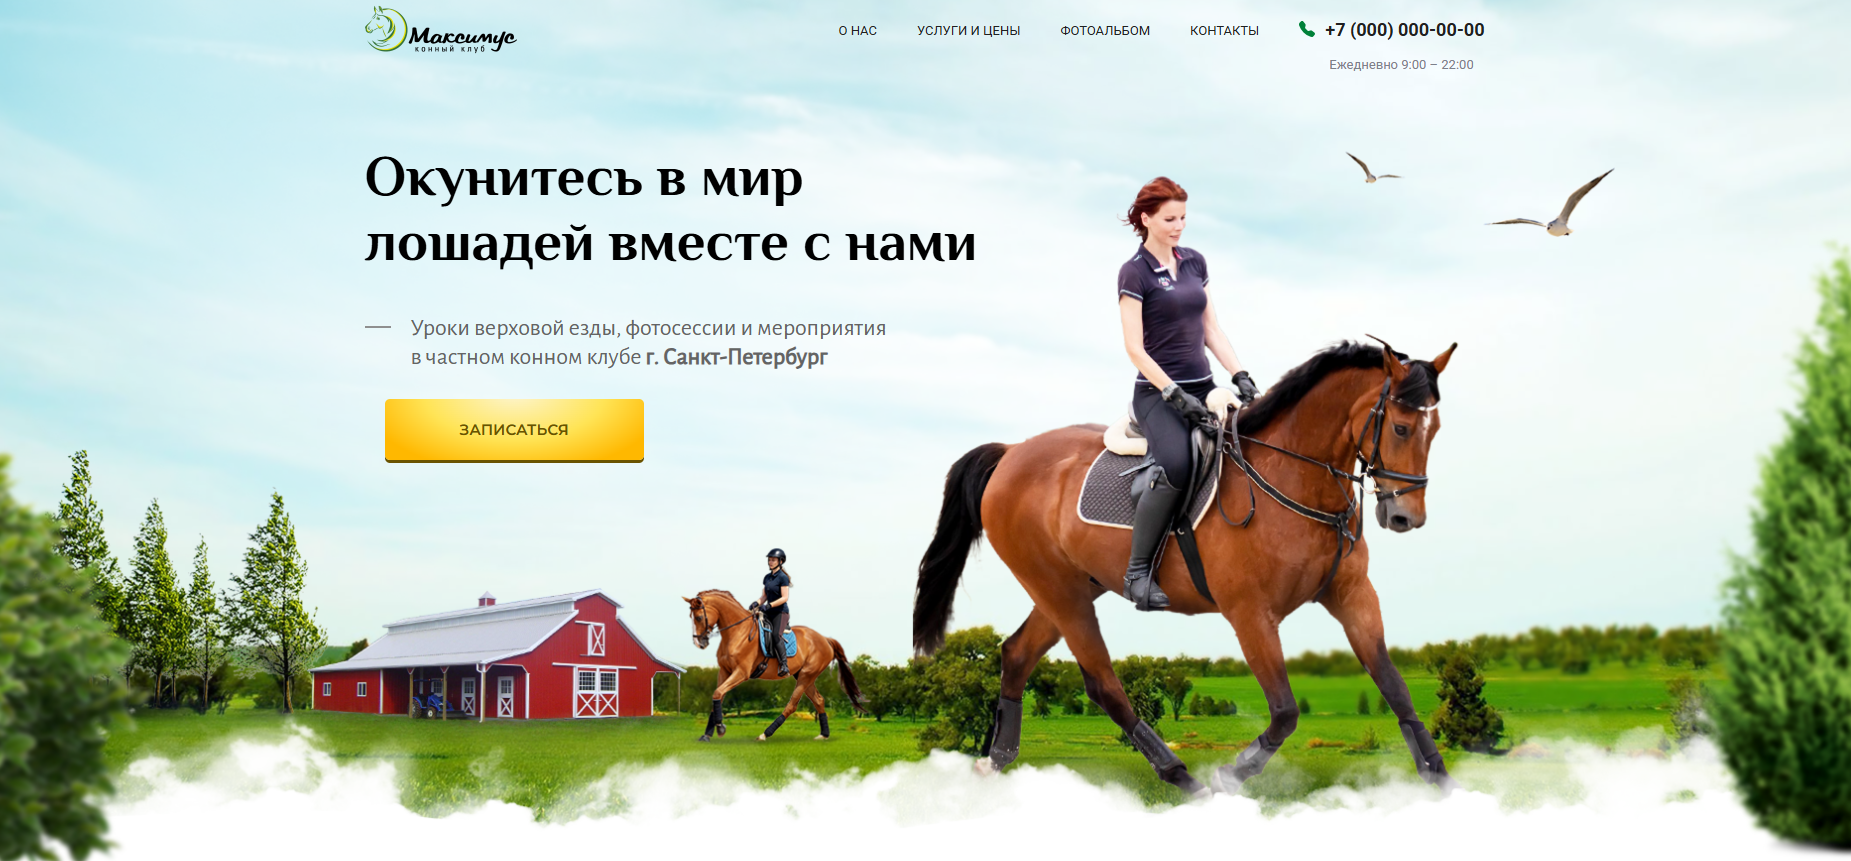 Максимус
конный клуб
О НАС
УСЛУГИ И ЦЕНЫ
ФОТОАЛЬБОМ
КОНТАКТЫ
+7 (000) 000-00-00
Ежедневно 9:00 – 22:00
Окунитесь в мир
лошадей вместе с нами
Уроки верховой езды, фотосессии и мероприятия
в частном конном клубе г. Санкт-Петербург
ЗАПИСАТЬСЯ